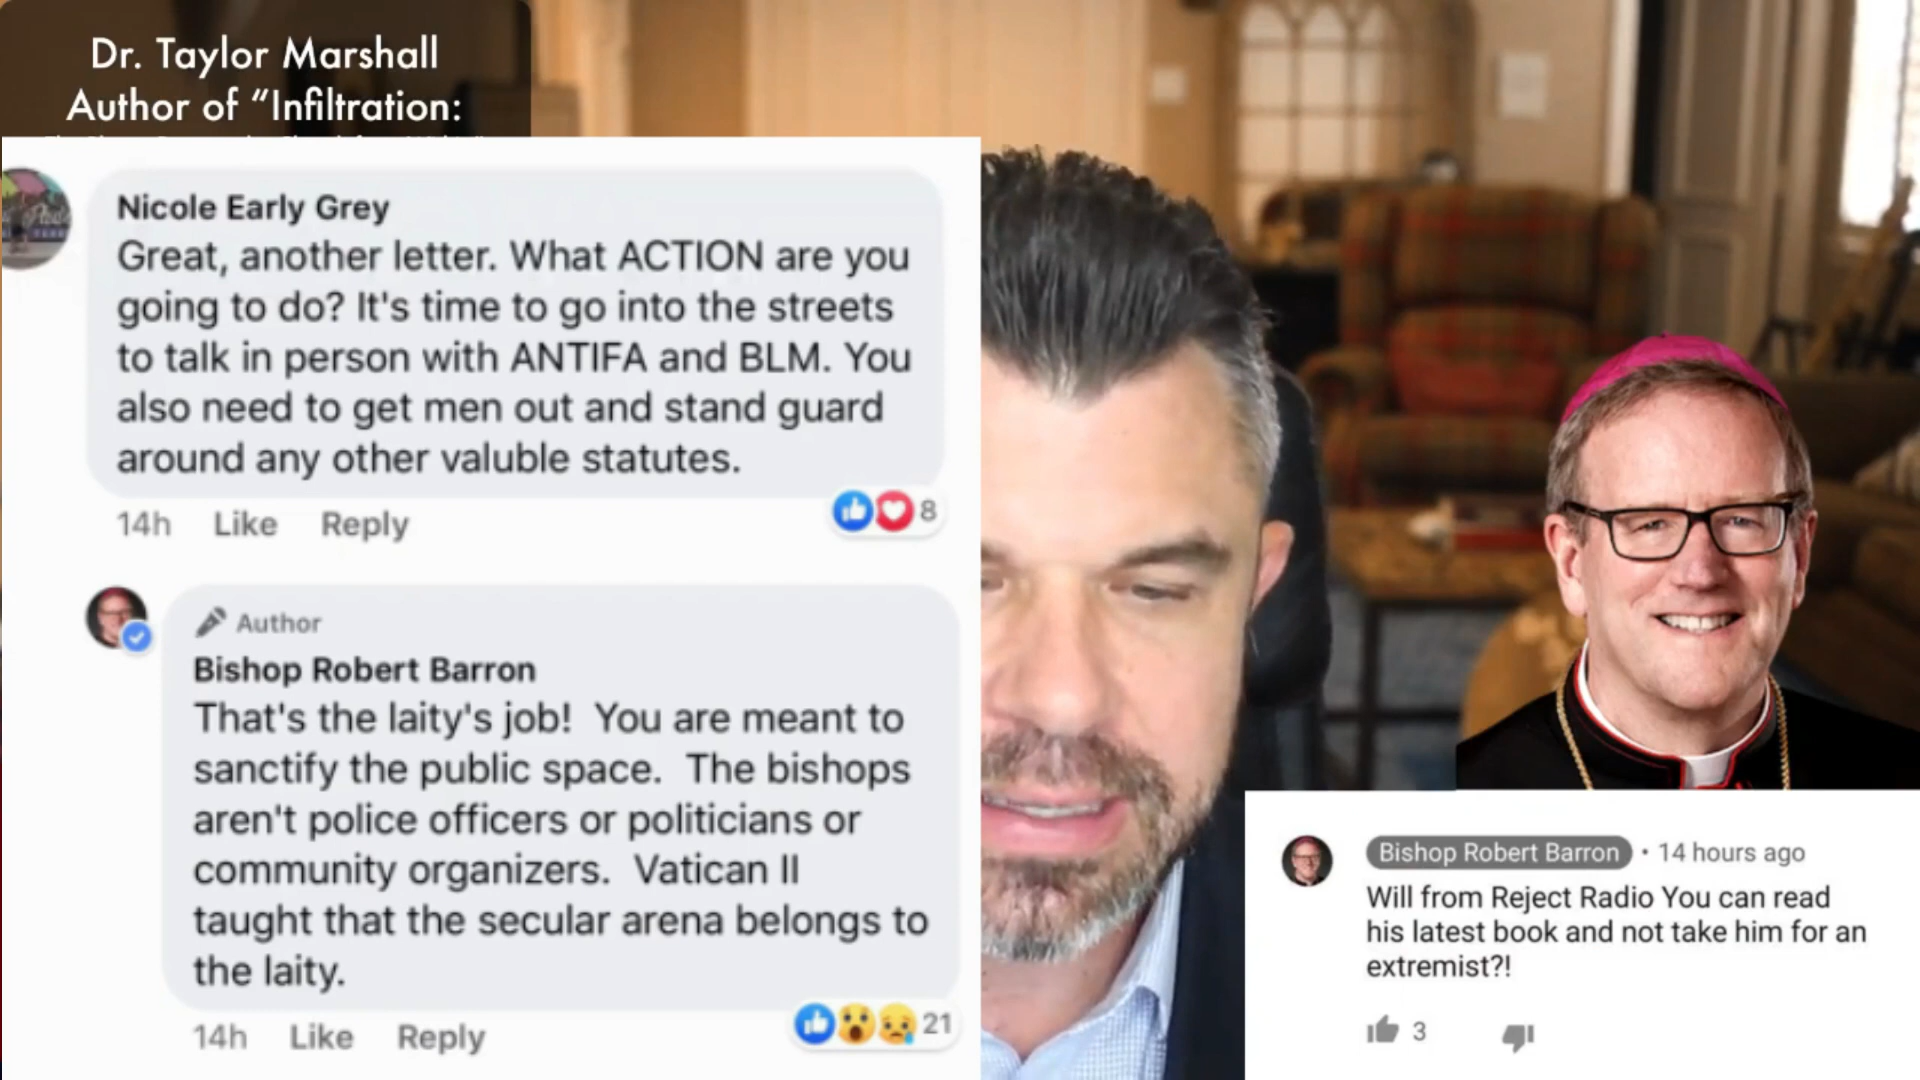 Dr. Taylor Marshall
Author of “Infiltration:
Nicole Early Grey
Great, another letter. What ACTION are you
going to do? It's time to go into the streets
to talk in person with ANTIFA and BLM. You
also need to get men out and stand guard
around any other valuble statutes.
14h Like Reply 8
Author
Bishop Robert Barron
That's the laity's job! You are meant to
sanctify the public space. The bishops
aren't police officers or politicians or
community organizers. Vatican II
taught that the secular arena belongs to
the laity.
14h Like Reply 21
Bishop Robert Barron • 14 hours ago
Will from Reject Radio You can read
his latest book and not take him for an
extremist?!
3